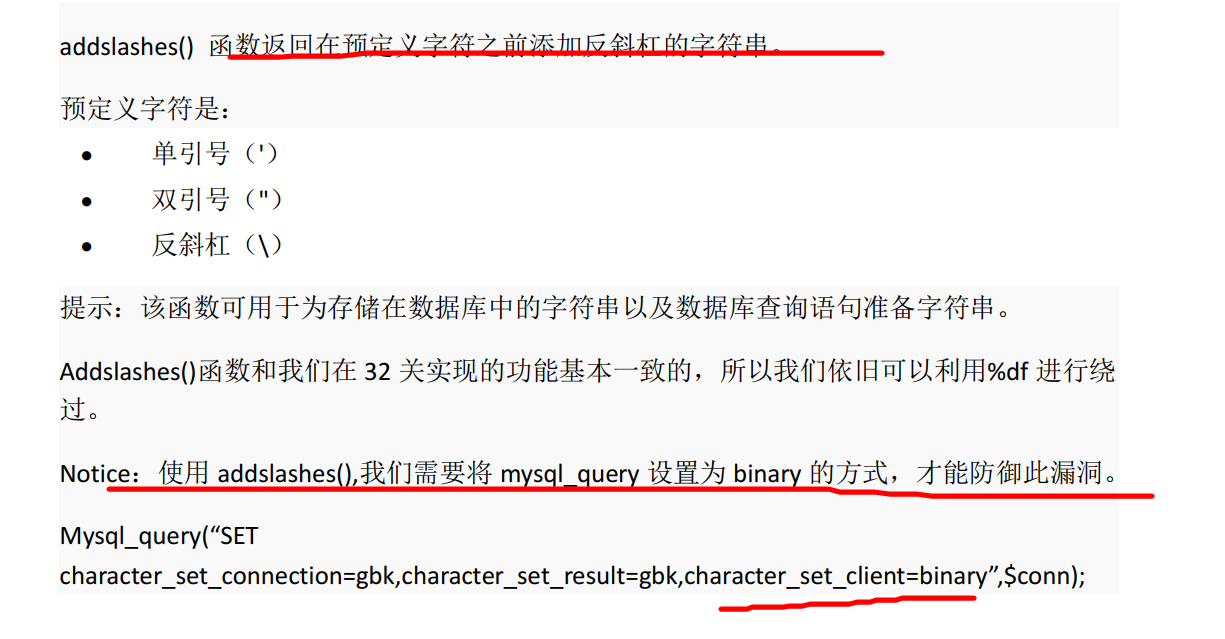 addslashes() 函数返回在预定义字符之前添加反斜杠的字符串。
预定义字符是：
• 单引号（'）
• 双引号（"）
• 反斜杠（\）
提示：该函数可用于为存储在数据库中的字符串以及数据库查询语句准备字符串。
Addslashes()函数和我们在 32 关实现的功能基本一致的，所以我们依旧可以利用%df 进行绕
过。
Notice：使用 addslashes(),我们需要将 mysql_query 设置为 binary 的方式，才能防御此漏洞。
Mysql_query(“SET
character_set_connection=gbk,character_set_result=gbk,character_set_client=binary”,$conn);